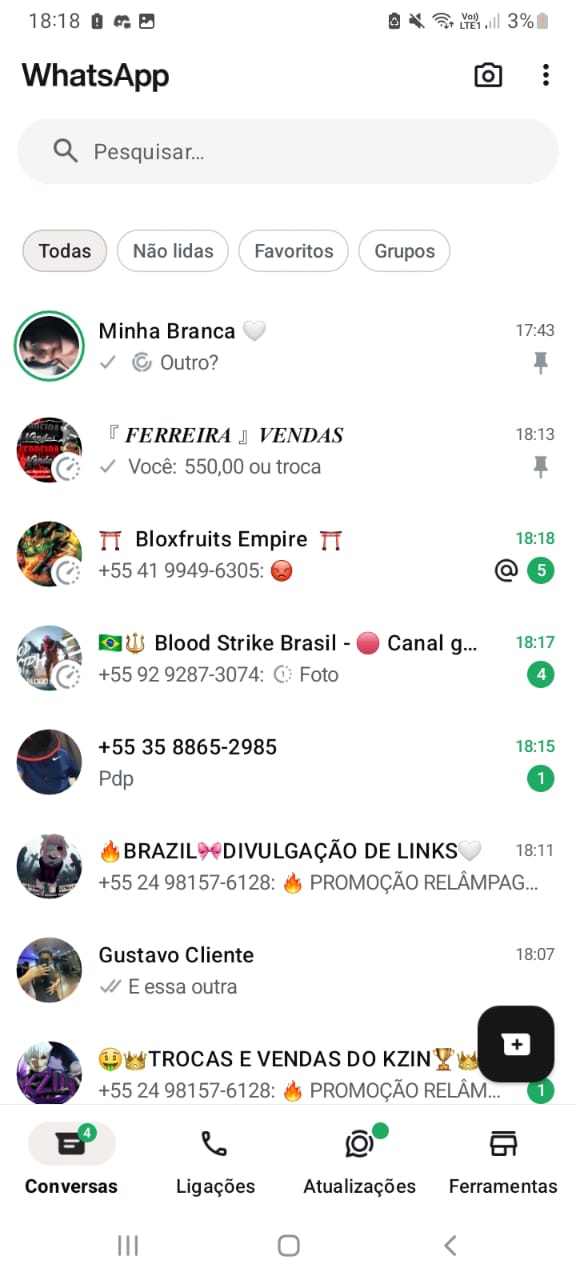 18:18 Vo)) LTE1 3%
WhatsApp
Pesquisar...
Todas Não lidas Favoritos Grupos
Minha Branca 🤍 17:43
Outro?
『 𝑭𝑬𝑹𝑹𝑬𝑰𝑹𝑨 』 𝑽𝑬𝑵𝑫𝑨𝑺 18:13
Você: 550,00 ou troca
⛩️ Bloxfruits Empire ⛩️ 18:18
+55 41 9949-6305: 😡 @ 5
🇧🇷🔱 Blood Strike Brasil - 🔴 Canal g... 18:17
+55 92 9287-3074: Foto 4
+55 35 8865-2985 18:15
Pdp 1
🔥BRAZIL🎀DIVULGAÇÃO DE LINKS🤍 18:11
+55 24 98157-6128: 🔥 PROMOÇÃO RELÂMPAG...
Gustavo Cliente 18:07
E essa outra
🤑👑TROCAS E VENDAS DO KZIN🏆👑
+55 24 98157-6128: 🔥 PROMOÇÃO RELÂM... 1
4
Conversas Ligações Atualizações Ferramentas